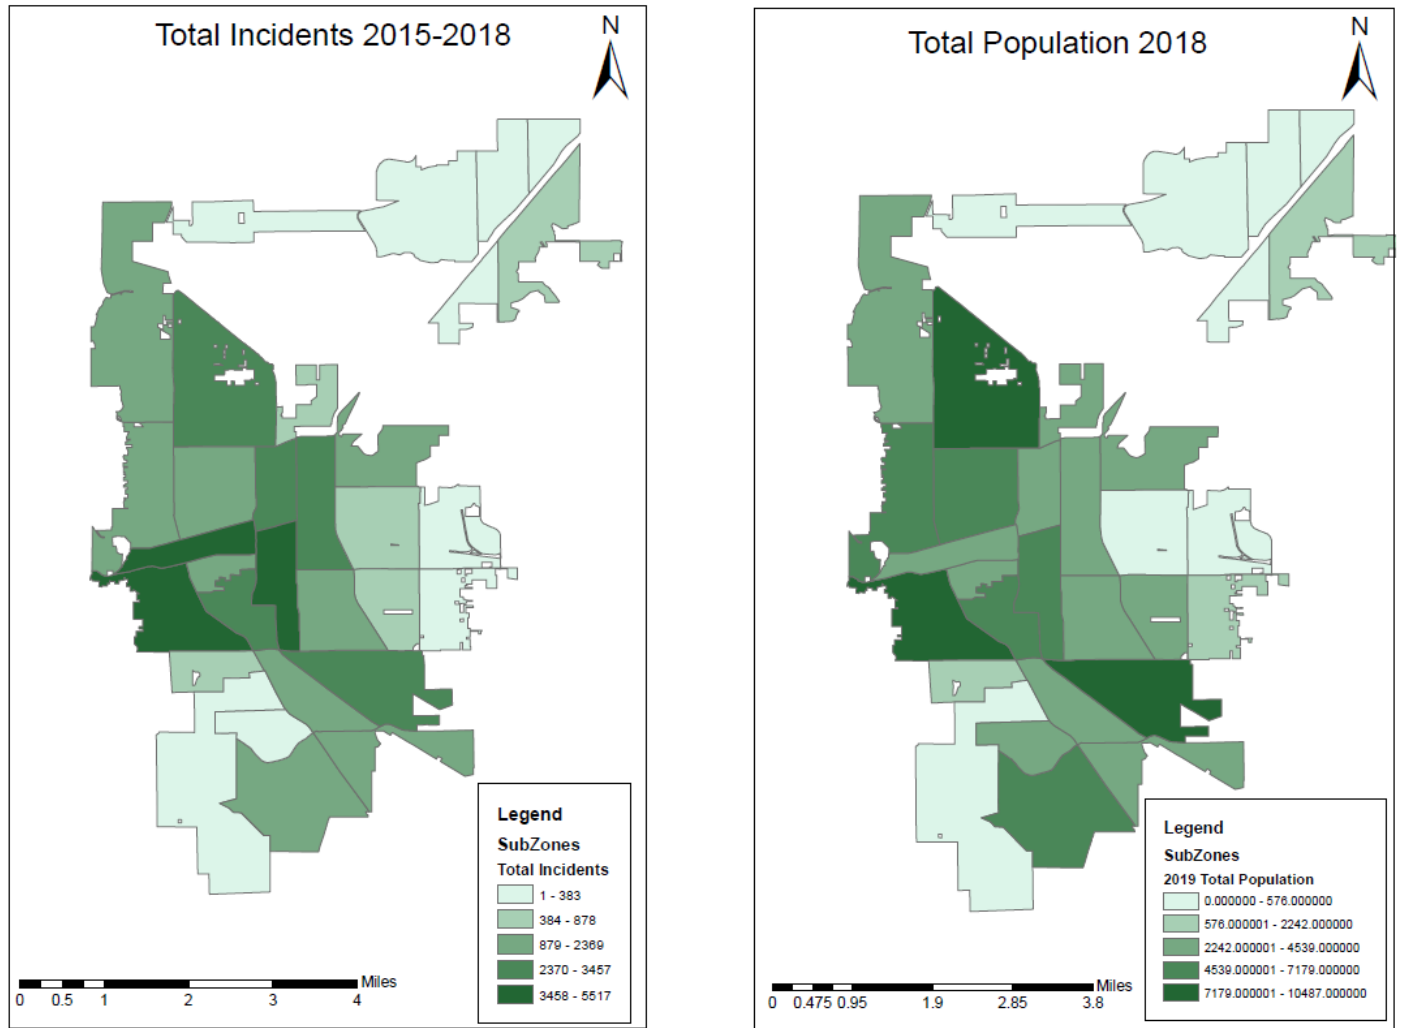 Total Incidents 2015-2018
N
Legend
SubZones
Total Incidents
1 - 383
384 - 878
879 - 2369
2370 - 3457
3458 - 5517
Miles
0 0.5 1 2 3 4
Total Population 2018
N
Legend
SubZones
2019 Total Population
0.000000 - 576.000000
576.000001 - 2242.000000
2242.000001 - 4539.000000
4539.000001 - 7179.000000
7179.000001 - 10487.000000
Miles
0 0.475 0.95 1.9 2.85 3.8